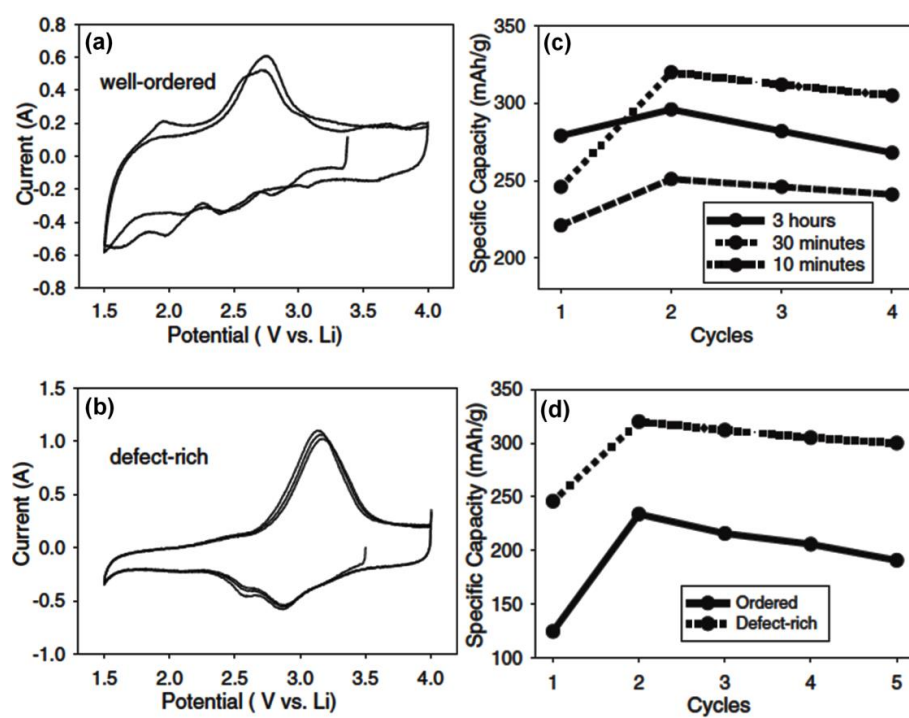 (a)
well-ordered
Current (A)
0.8
0.6
0.4
0.2
0.0
-0.2
-0.4
-0.6
-0.8
1.5 2.0 2.5 3.0 3.5 4.0
Potential ( V vs. Li)
(c)
Specific Capacity (mAh/g)
350
300
250
200
3 hours
30 minutes
10 minutes
1 2 3 4
Cycles
(b)
defect-rich
Current (A)
1.5
1.0
0.5
0.0
-0.5
-1.0
1.5 2.0 2.5 3.0 3.5 4.0
Potential ( V vs. Li)
(d)
Specific Capacity (mAh/g)
350
300
250
200
150
100
Ordered
Defect-rich
1 2 3 4 5
Cycles